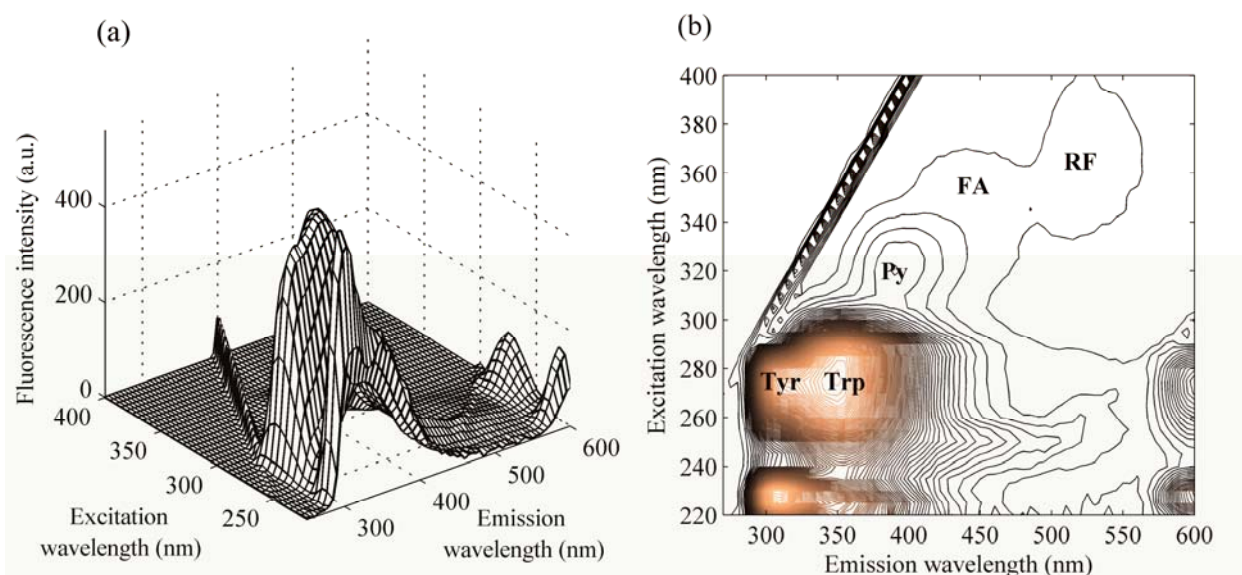 (a)
Fluorescence intensity (a.u.)
400
200
0
400
350
300
250
Excitation
wavelength (nm)
300
400
500
600
Emission
wavelength (nm)
(b)
Excitation wavelength (nm)
400
380
360
340
320
300
280
260
240
220
RF
FA
Py
Tyr
Trp
300
350
400
450
500
550
600
Emission wavelength (nm)